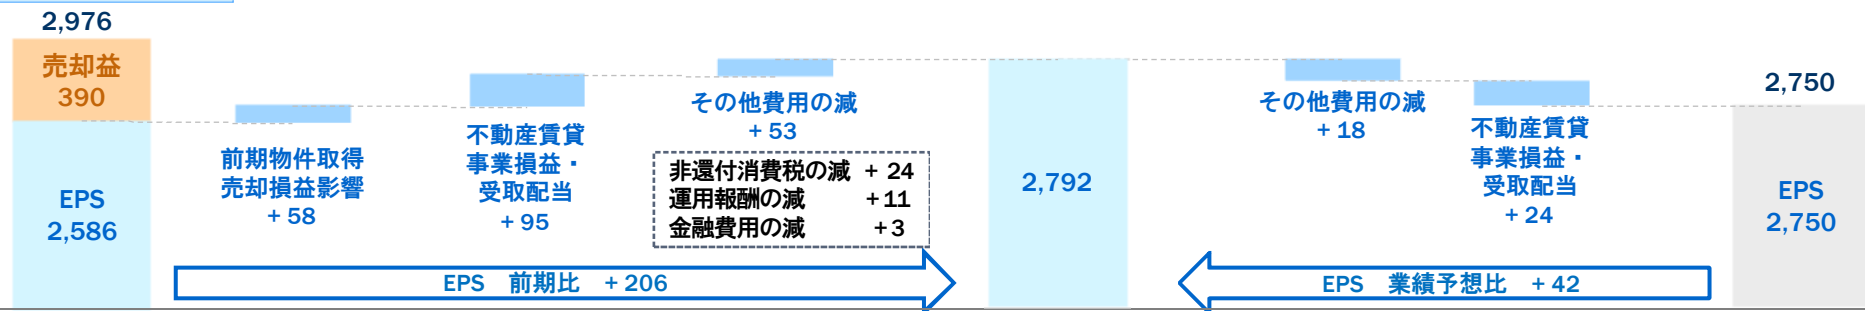 2,976
売却益
390
EPS
2,586
前期物件取得
売却損益影響
+ 58
不動産賃貸
事業損益・
受取配当
+ 95
その他費用の減
+ 53
非還付消費税の減 + 24
運用報酬の減 +11
金融費用の減 +3
EPS 前期比 + 206
2,792
その他費用の減
+ 18
不動産賃貸
事業損益・
受取配当
+ 24
EPS 業績予想比 + 42
2,750
EPS
2,750